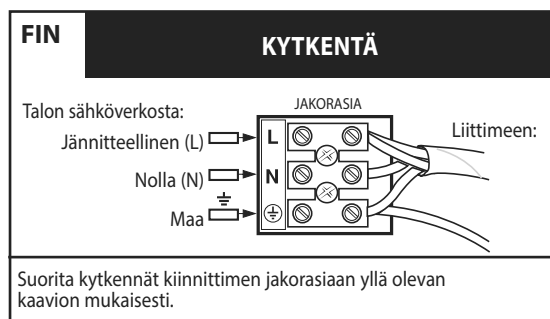 FIN
KYTKENTÄ
Talon sähköverkosta:
JAKORASIA
Liittimeen:
Jännitteellinen (L)
L
Nolla (N)
N
Maa
Suorita kytkennät kiinnittimen jakorasiaan yllä olevan
kaavion mukaisesti.